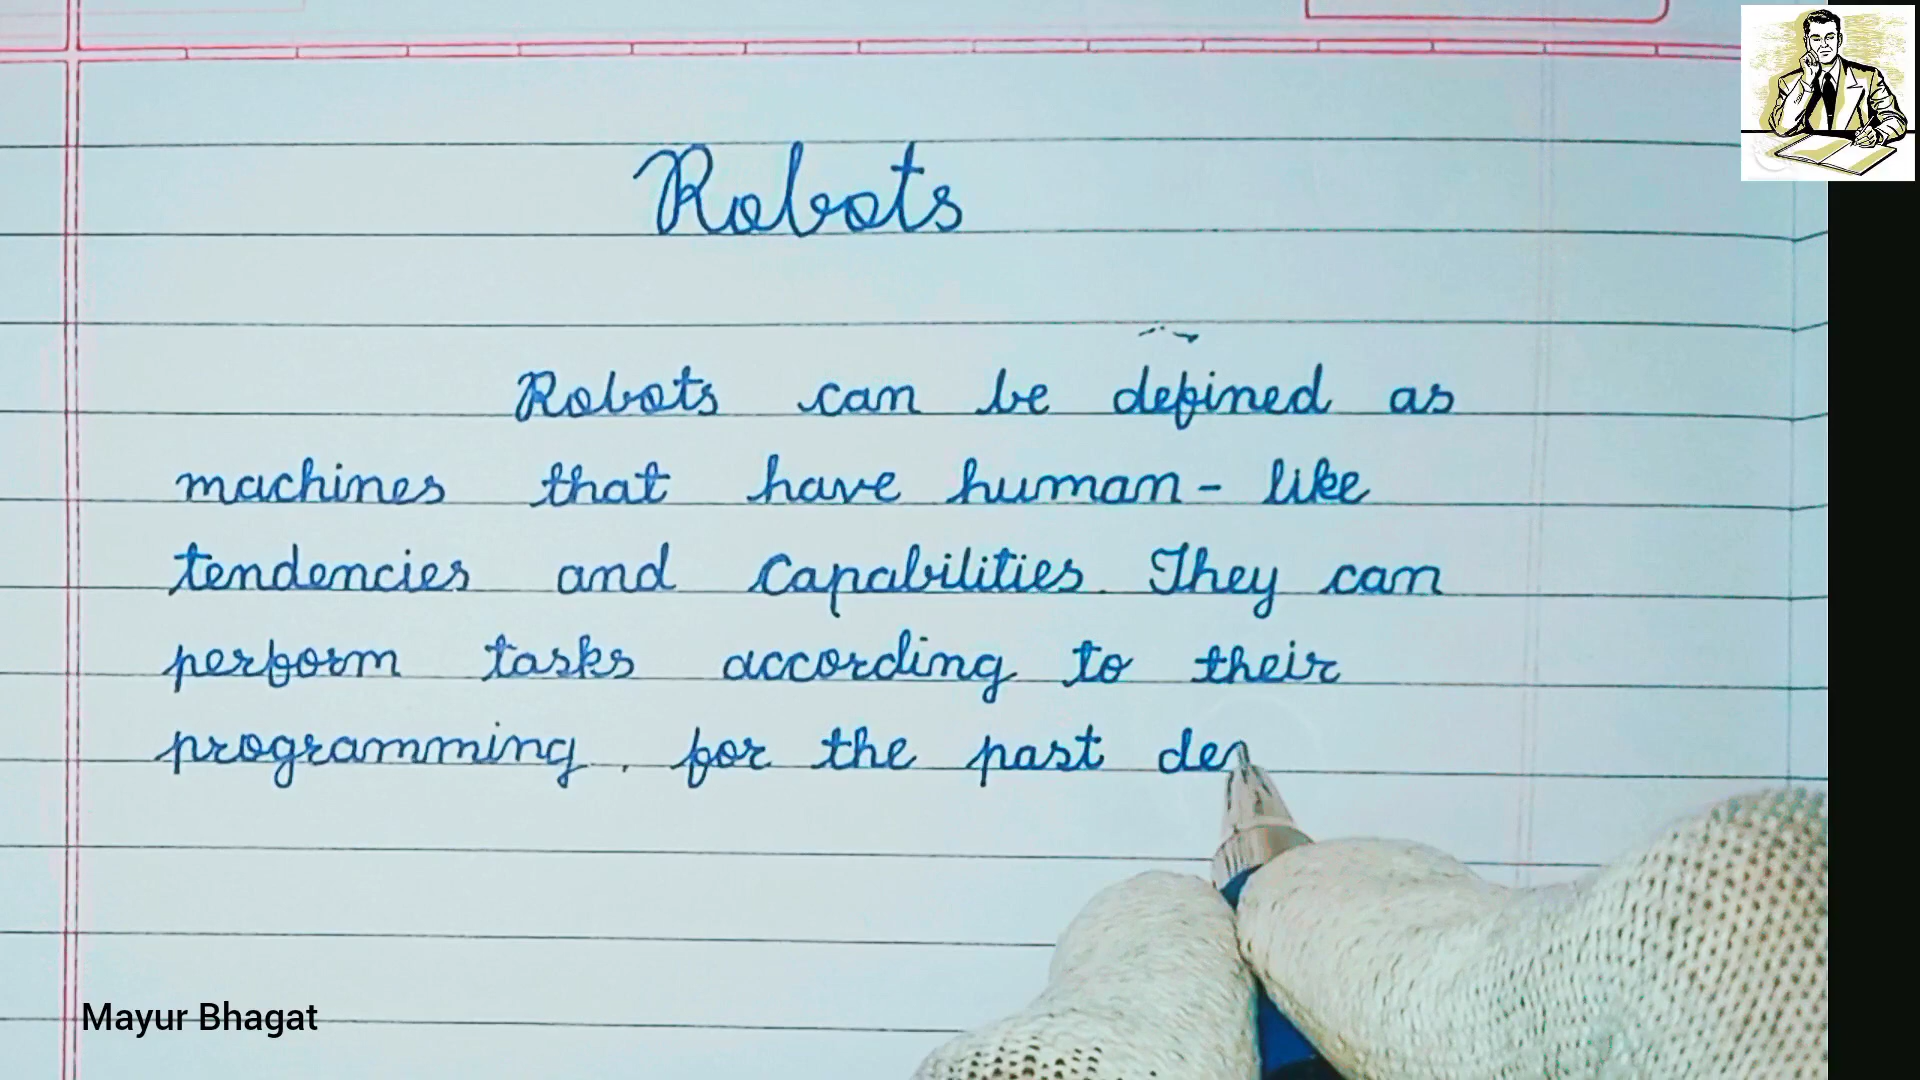 Robots
Robots can be defined as
machines that have human-like
tendencies and capabilities. They can
perform tasks according to their
programming. for the past
Mayur Bhagat